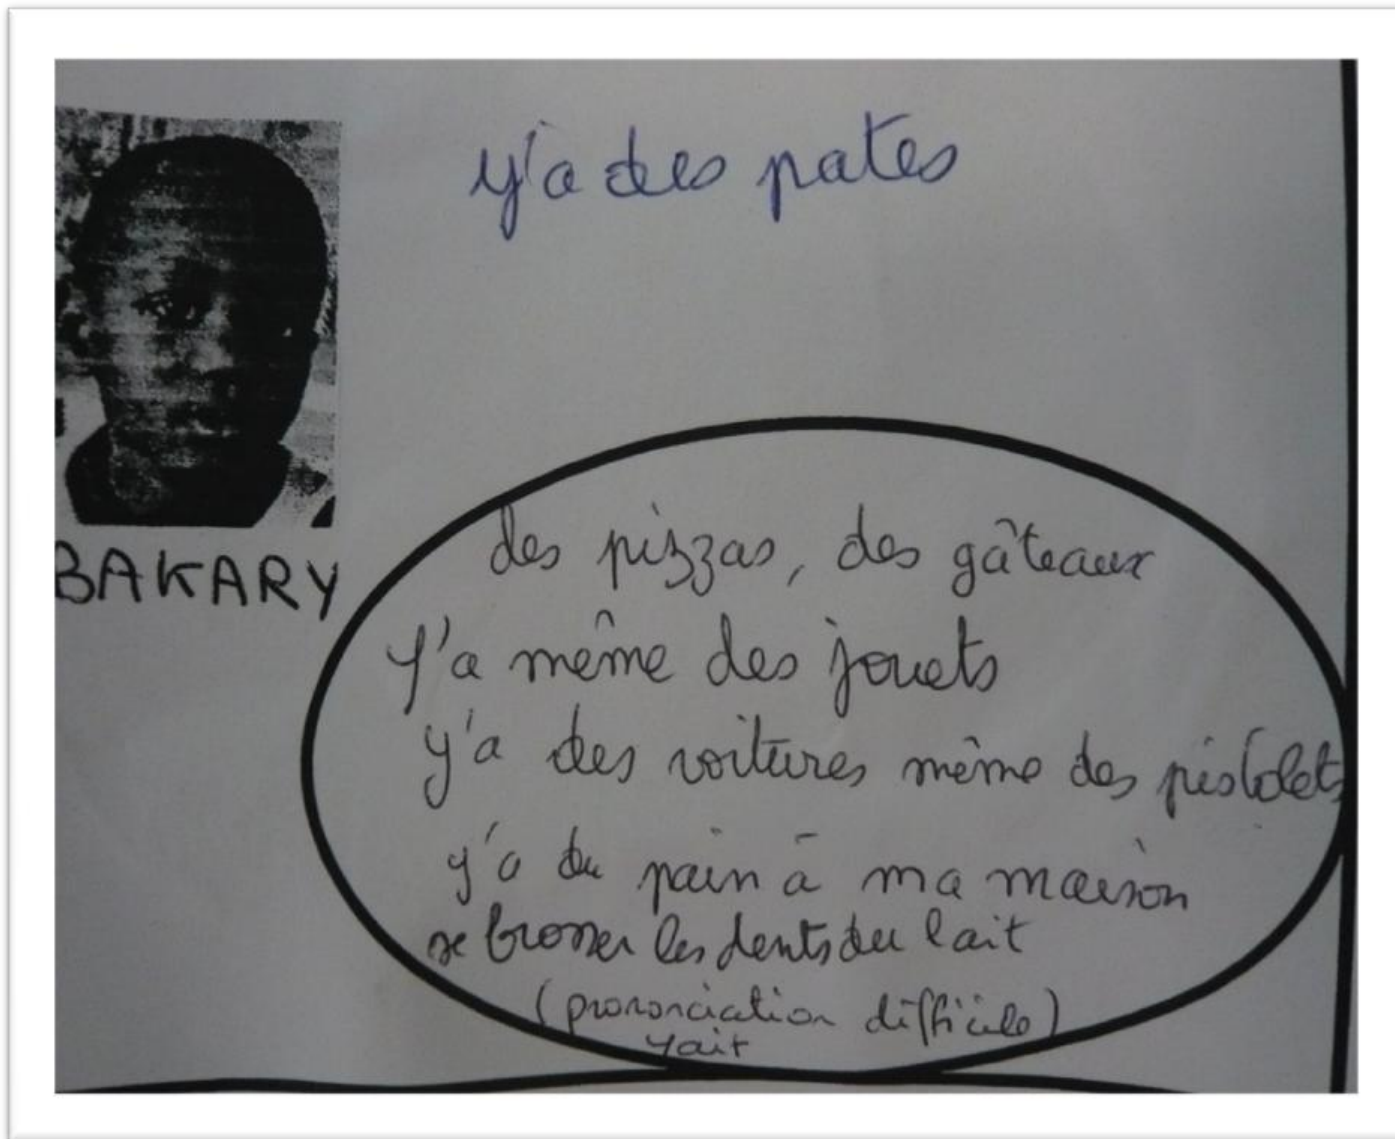 y'a des pates
BAKARY
des pizzas, des gâteaux
Y'a même des jouets
y'a des voitures même des pistolets
y'a du pain à ma maison
se brosser les dents du lait
(prononciation difficile)
yait